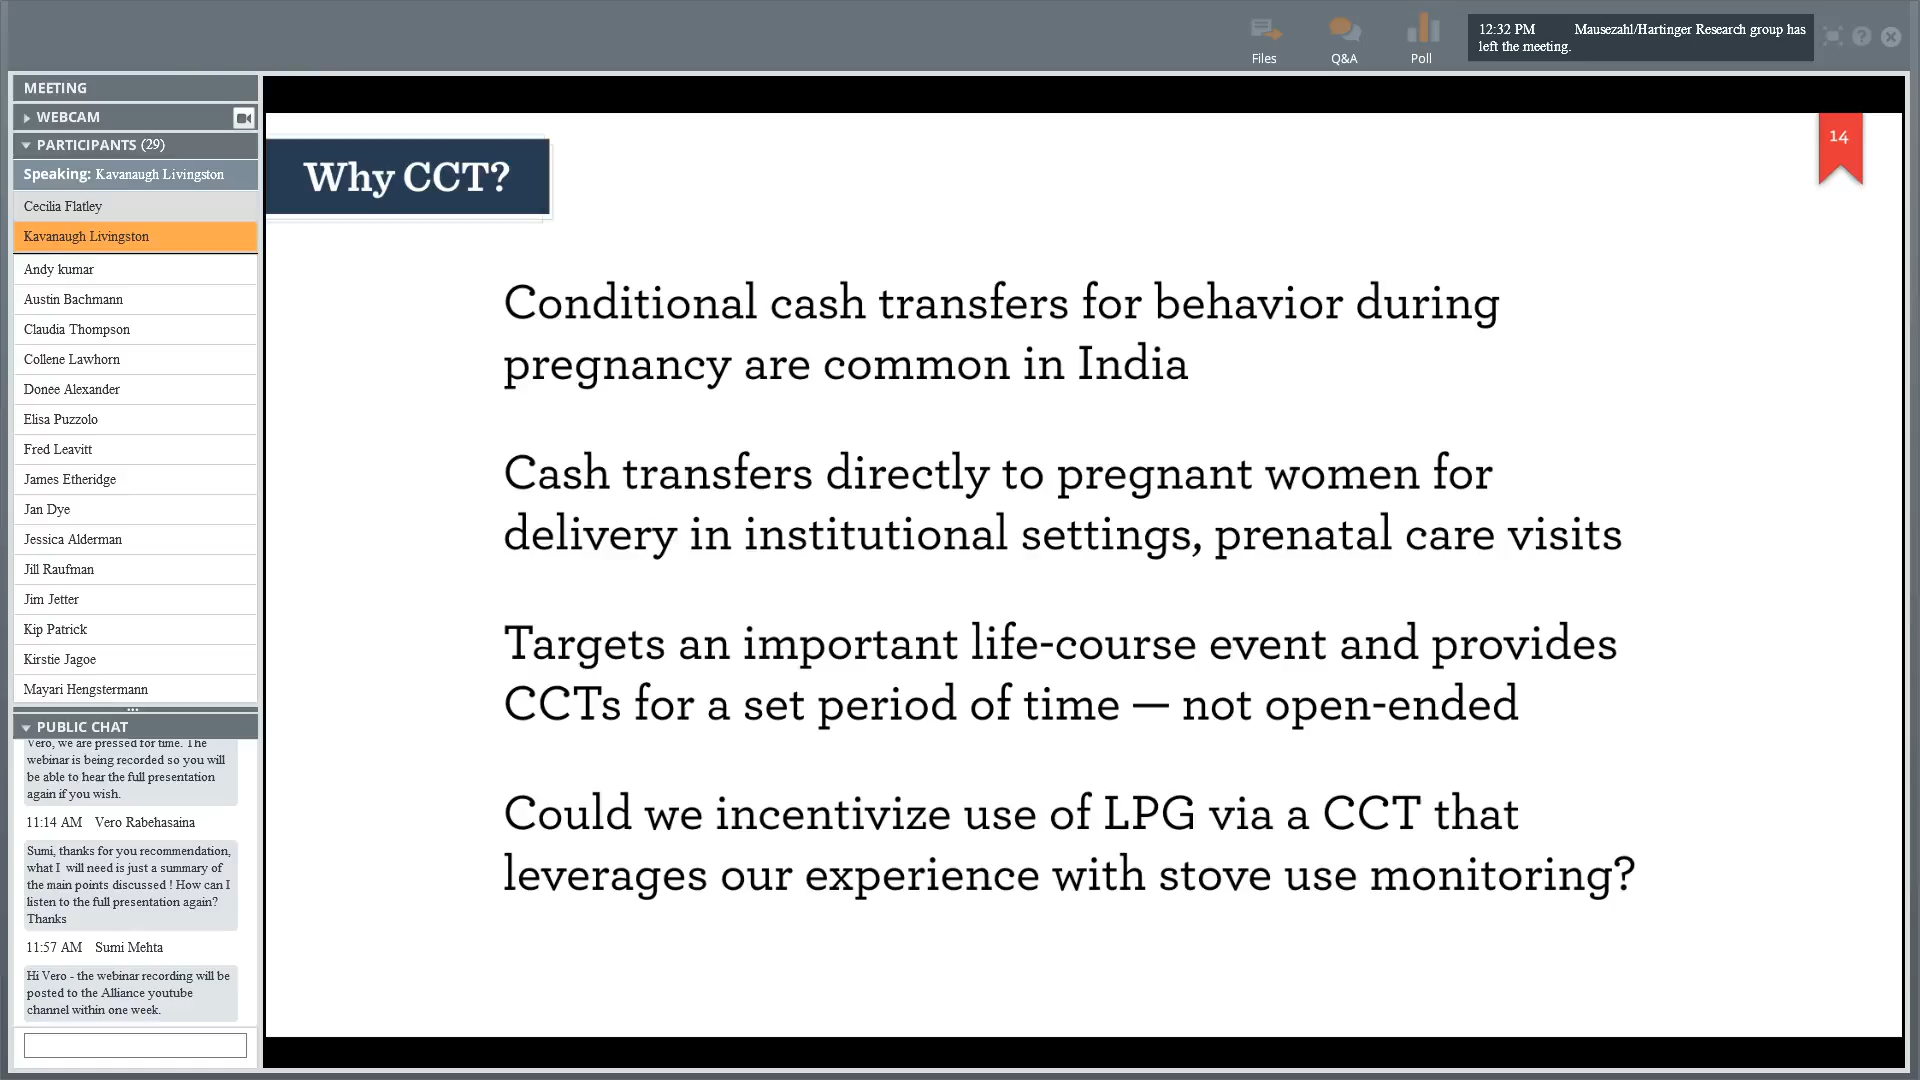 Files
Q&A
Poll
12:32 PM Mausezahl/Hartinger Research group has
left the meeting.
MEETING
WEBCAM
PARTICIPANTS (29)
Speaking: Kavanaugh Livingston
Cecilia Flatley
Kavanaugh Livingston
Andy kumar
Austin Bachmann
Claudia Thompson
Collene Lawhorn
Donee Alexander
Elisa Puzzolo
Fred Leavitt
James Etheridge
Jan Dye
Jessica Alderman
Jill Raufman
Jim Jetter
Kip Patrick
Kirstie Jagoe
Mayari Hengstermann
PUBLIC CHAT
Vero, we are pressed for time. The
webinar is being recorded so you will
be able to hear the full presentation
again if you wish.
11:14 AM Vero Rabehasaina
Sumi, thanks for you recommendation,
what I will need is just a summary of
the main points discussed ! How can I
listen to the full presentation again?
Thanks
11:57 AM Sumi Mehta
Hi Vero - the webinar recording will be
posted to the Alliance youtube
channel within one week.
14
Why CCT?
Conditional cash transfers for behavior during
pregnancy are common in India
Cash transfers directly to pregnant women for
delivery in institutional settings, prenatal care visits
Targets an important life-course event and provides
CCTs for a set period of time — not open-ended
Could we incentivize use of LPG via a CCT that
leverages our experience with stove use monitoring?